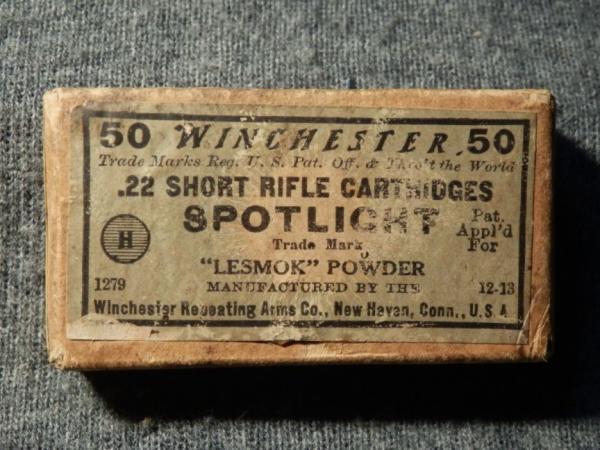 50 WINCHESTER 50
Trade Marks Reg. U. S. Pat. Off. & Thro't the World
.22 SHORT RIFLE CARTRIDGES
SPOTLIGHT
Trade Mark
Pat.
Appl'd
For
H
"LESMOK" POWDER
1279 MANUFACTURED BY THE 12-13
Winchester Repeating Arms Co., New Haven, Conn., U.S.A